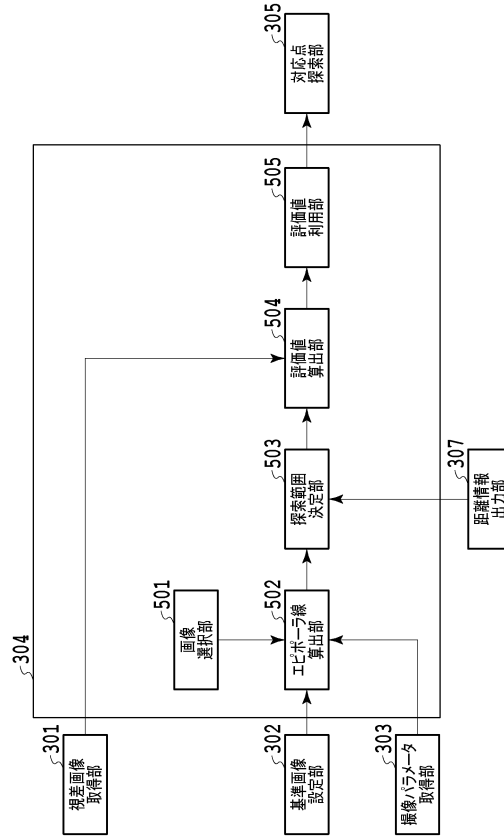 304
301
視差画像
取得部
302
基準画像
設定部
303
撮像パラメータ
取得部
501
画像
選択部
502
エピポーラ線
算出部
503
探索範囲
決定部
504
評価値
算出部
505
評価値
利用部
305
対応点
探索部
307
距離情報
出力部